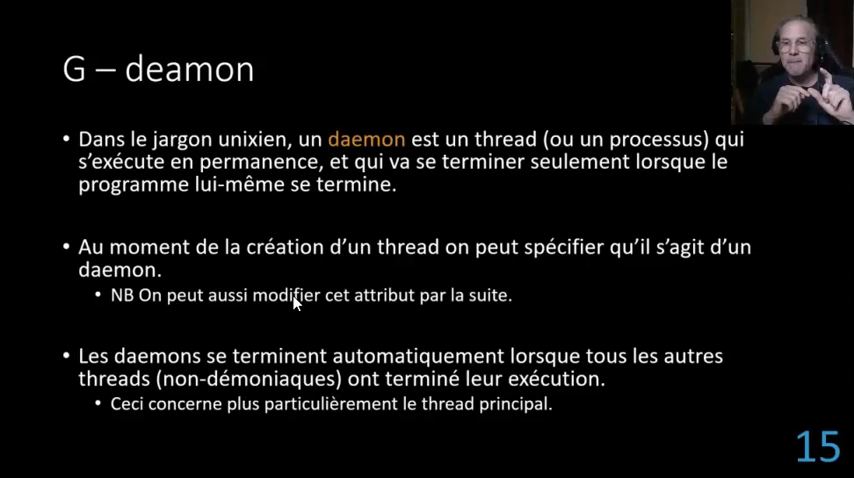 G – deamon
• Dans le jargon unixien, un daemon est un thread (ou un processus) qui
s’exécute en permanence, et qui va se terminer seulement lorsque le
programme lui-même se termine.
• Au moment de la création d’un thread on peut spécifier qu’il s’agit d’un
daemon.
• NB On peut aussi modifier cet attribut par la suite.
• Les daemons se terminent automatiquement lorsque tous les autres
threads (non-démoniaques) ont terminé leur exécution.
• Ceci concerne plus particulièrement le thread principal.
15